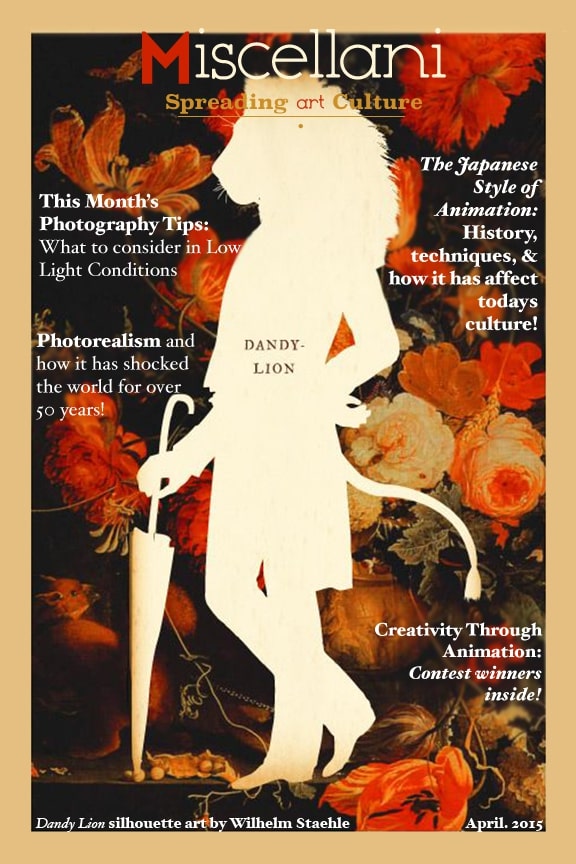 Miscellani
Spreading art Culture
The Japanese
Style of
Animation:
History,
techniques, &
how it has affect
todays
culture!
This Month's
Photography Tips:
What to consider in Low
Light Conditions
Photorealism and
how it has shocked
the world for over
50 years!
DANDY-
LION
Creativity Through
Animation:
Contest winners
inside!
Dandy Lion silhouette art by Wilhelm Staehle
April. 2015